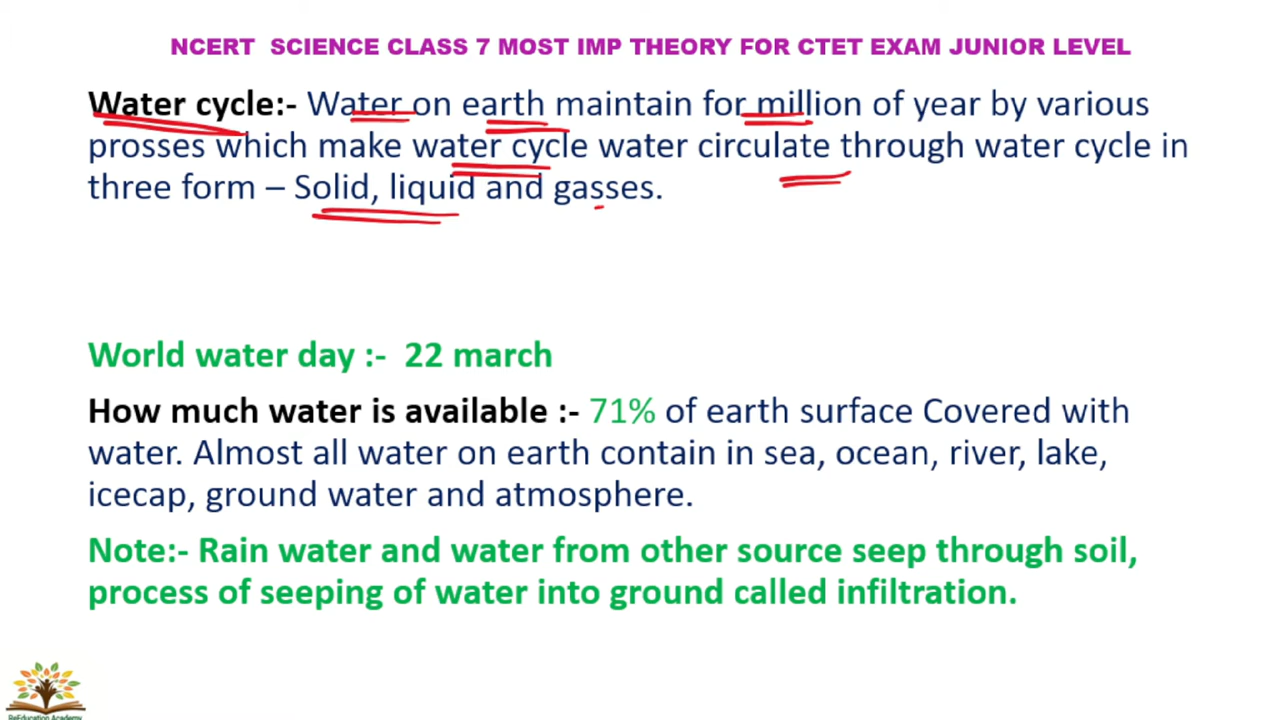 NCERT SCIENCE CLASS 7 MOST IMP THEORY FOR CTET EXAM JUNIOR LEVEL
Water cycle:- Water on earth maintain for million of year by various
prosses which make water cycle water circulate through water cycle in
three form – Solid, liquid and gasses.
World water day :- 22 march
How much water is available :- 71% of earth surface Covered with
water. Almost all water on earth contain in sea, ocean, river, lake,
icecap, ground water and atmosphere.
Note:- Rain water and water from other source seep through soil,
process of seeping of water into ground called infiltration.
BeEducation Academy